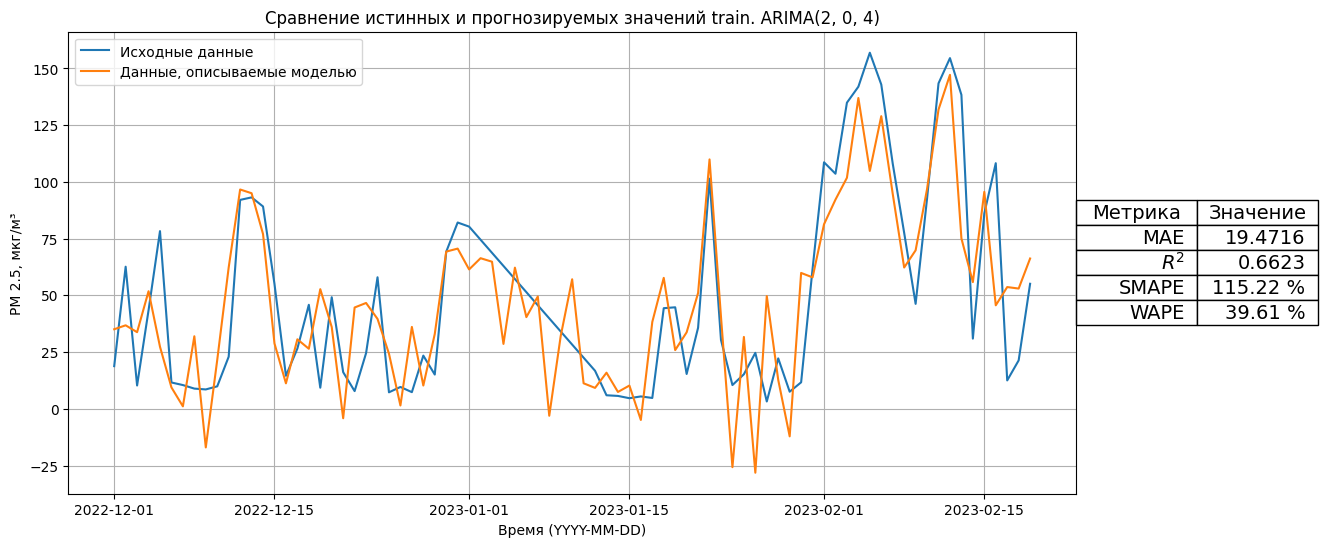 Сравнение истинных и прогнозируемых значений train. ARIMA(2, 0, 4)
Исходные данные
Данные, описываемые моделью
PM 2.5, мкг/м³
150
125
100
75
50
25
0
−25
2022-12-01 2022-12-15 2023-01-01 2023-01-15 2023-02-01 2023-02-15
Время (YYYY-MM-DD)
Метрика Значение
MAE 19.4716
R² 0.6623
SMAPE 115.22 %
WAPE 39.61 %